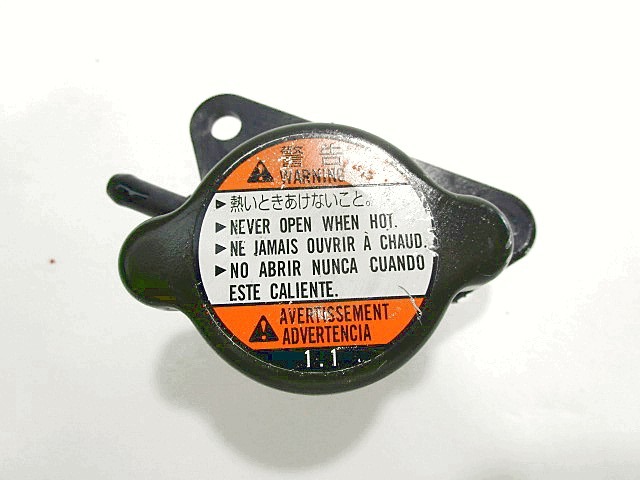 警告
WARNING
▶熱いときあけないこと。
▶NEVER OPEN WHEN HOT.
▶NE JAMAIS OUVRIR À CHAUD.
▶NO ABRIR NUNCA CUANDO
ESTE CALIENTE.
AVERTISSEMENT
ADVERTENCIA
1.1